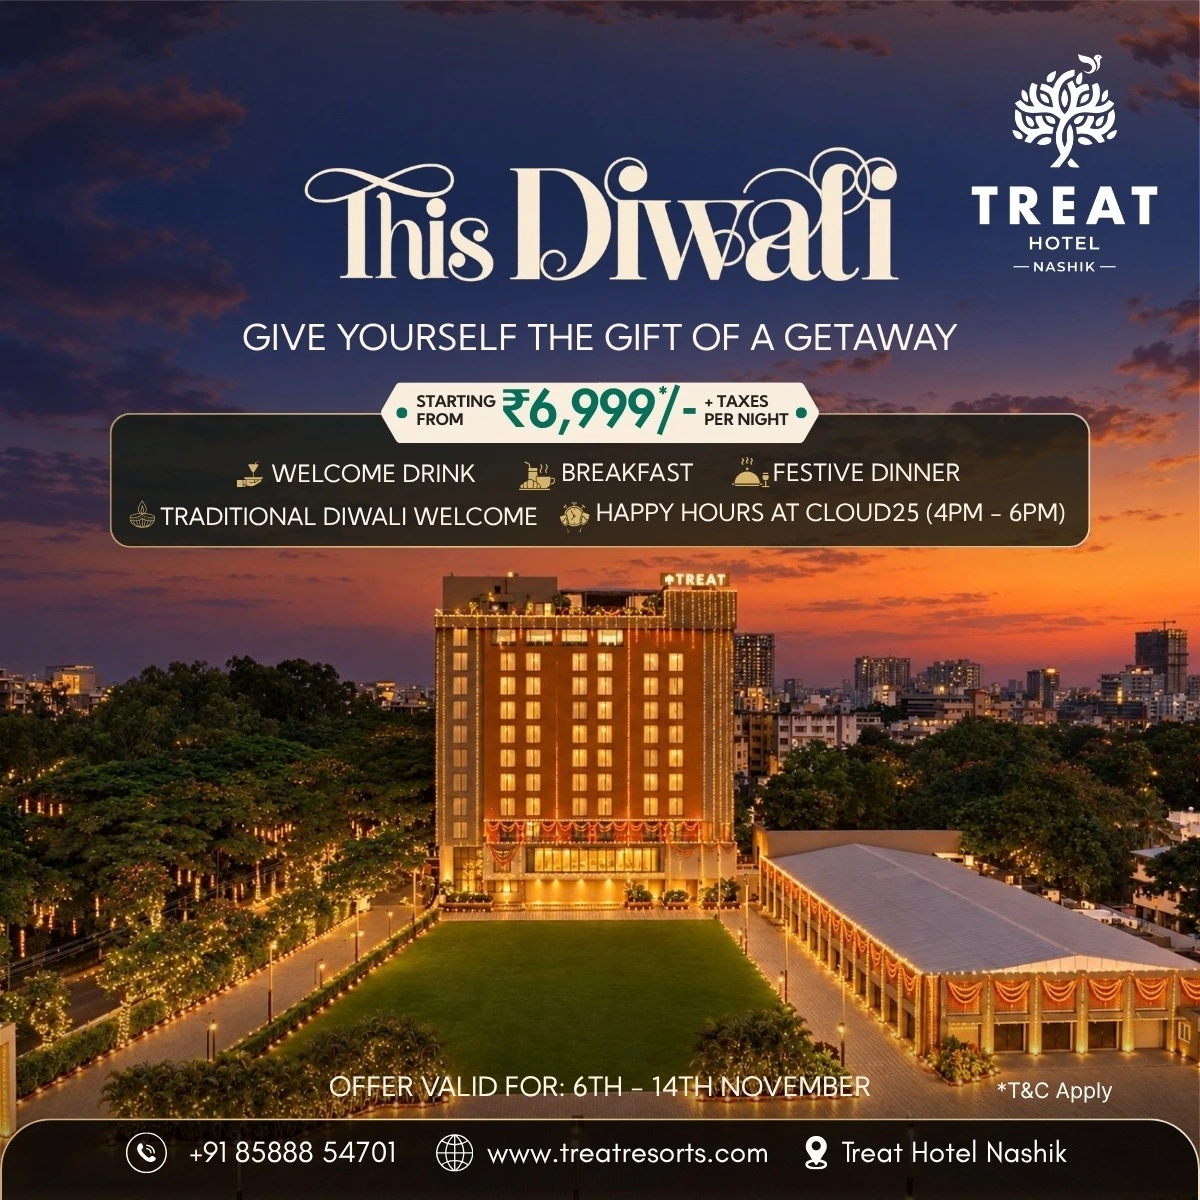 This Diwali
TREAT
HOTEL
NASHIK
GIVE YOURSELF THE GIFT OF A GETAWAY
STARTING FROM ₹6,999*/- + TAXES PER NIGHT
WELCOME DRINK BREAKFAST FESTIVE DINNER
TRADITIONAL DIWALI WELCOME HAPPY HOURS AT CLOUD25 (4PM – 6PM)
TREAT
OFFER VALID FOR: 6TH – 14TH NOVEMBER
*T&C Apply
+91 85888 54701 www.treatresorts.com Treat Hotel Nashik